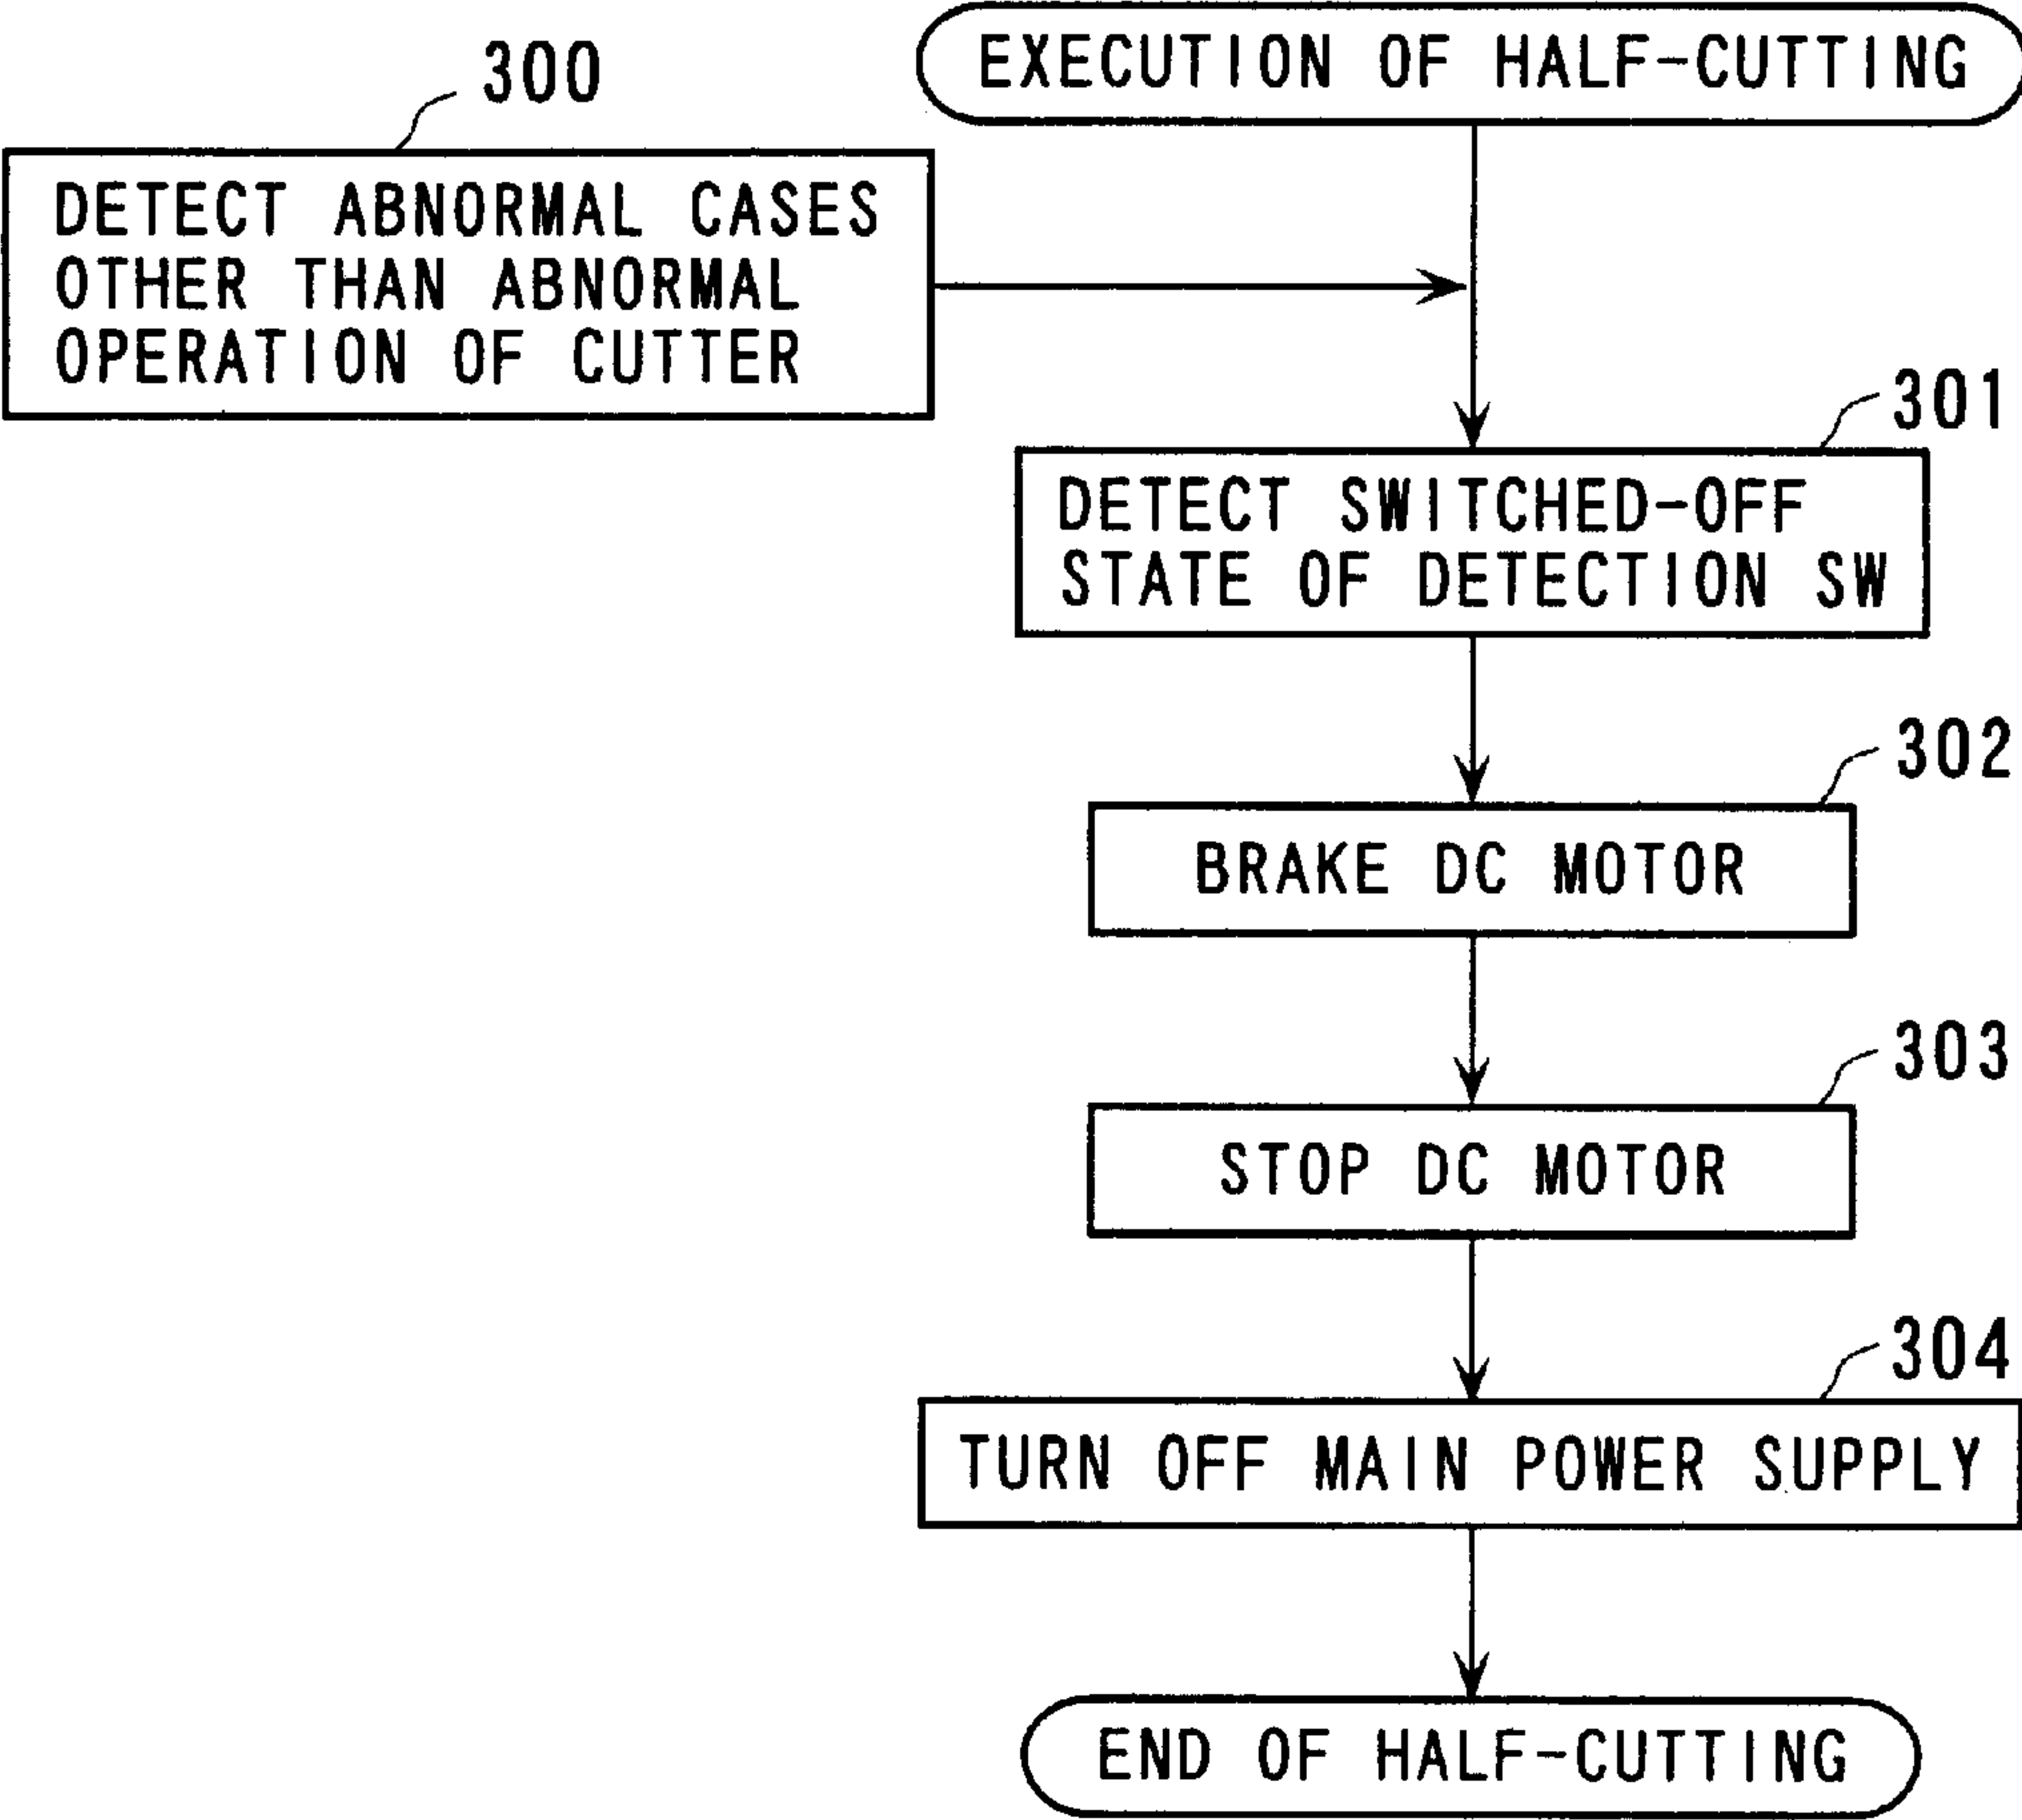 EXECUTION OF HALF-CUTTING
300
DETECT ABNORMAL CASES
OTHER THAN ABNORMAL
OPERATION OF CUTTER
301
DETECT SWITCHED-OFF
STATE OF DETECTION SW
302
BRAKE DC MOTOR
303
STOP DC MOTOR
304
TURN OFF MAIN POWER SUPPLY
END OF HALF-CUTTING